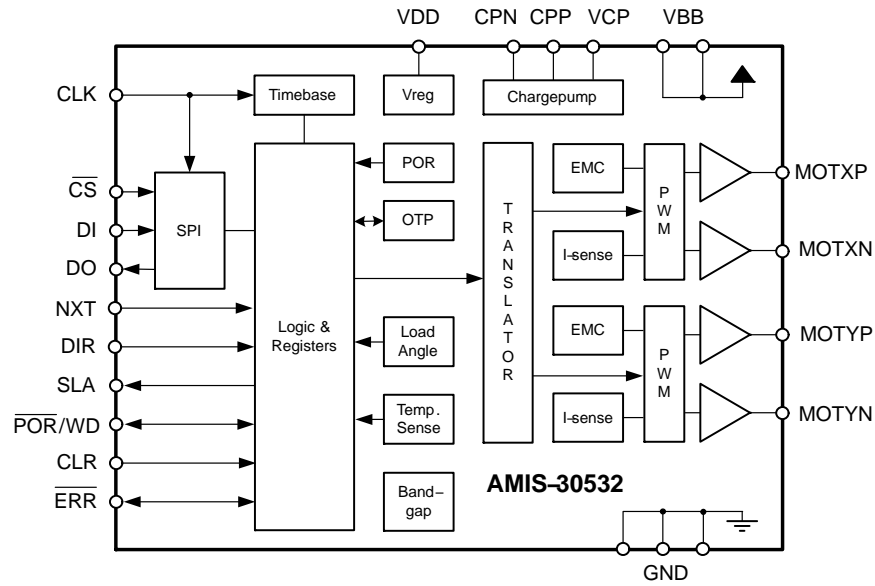 VDD
CPN
CPP
VCP
VBB
CLK
Timebase
Vreg
Chargepump
CS
DI
DO
SPI
POR
OTP
EMC
PWM
MOTXP
I-sense
MOTXN
NXT
DIR
SLA
POR/WD
CLR
ERR
Logic &
Registers
Load
Angle
Temp.
Sense
Band–
gap
TRANSLATOR
EMC
PWM
MOTYP
I-sense
MOTYN
AMIS–30532
GND